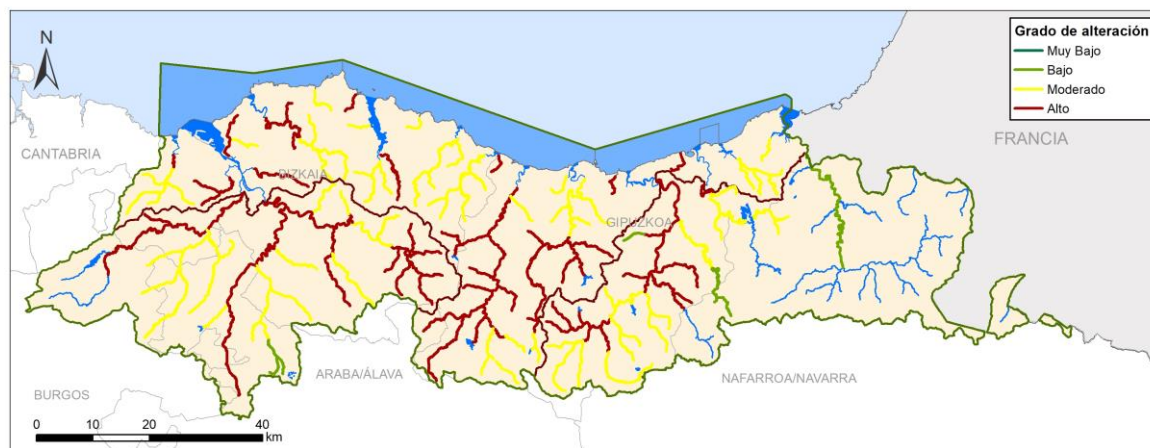 N
Grado de alteración
Muy Bajo
Bajo
Moderado
Alto
FRANCIA
CANTABRIA
BIZKAIA
GIPUZKOA
ARABA/ÁLAVA
NAFARROA/NAVARRA
BURGOS
0 10 20 40
km